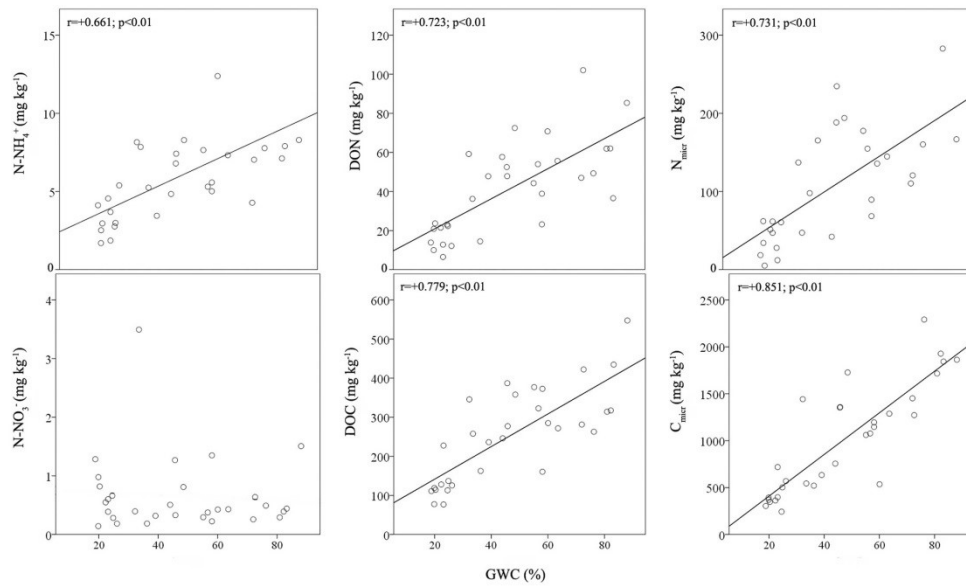 r=+0.661; p<0.01
N-NH₄⁺ (mg kg⁻¹)
15
10
5
0
r=+0.723; p<0.01
DON (mg kg⁻¹)
120
100
80
60
40
20
0
r=+0.731; p<0.01
Nmicr (mg kg⁻¹)
300
200
100
0
N-NO₃⁻ (mg kg⁻¹)
4
3
2
1
0
20 40 60 80
r=+0.779; p<0.01
DOC (mg kg⁻¹)
600
500
400
300
200
100
0
20 40 60 80
r=+0.851; p<0.01
Cmicr (mg kg⁻¹)
2500
2000
1500
1000
500
0
20 40 60 80
GWC (%)